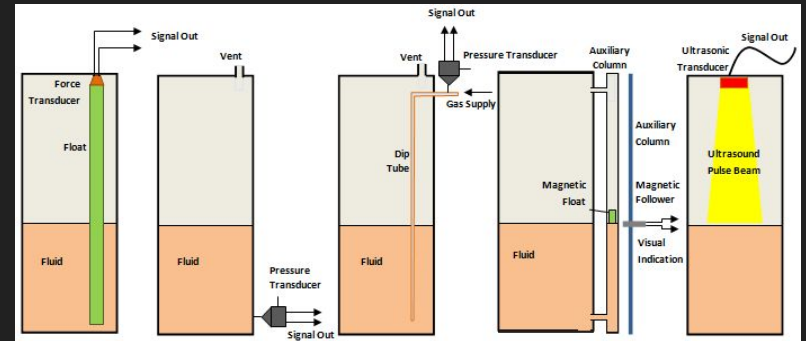 Signal Out
Force
Transducer
Float
Fluid
Vent
Fluid
Pressure
Transducer
Signal Out
Signal Out
Vent
Pressure Transducer
Gas Supply
Dip
Tube
Fluid
Auxiliary
Column
Auxiliary
Column
Magnetic
Float
Magnetic
Follower
Visual
Indication
Fluid
Ultrasonic
Transducer
Signal Out
Ultrasound
Pulse Beam
Fluid